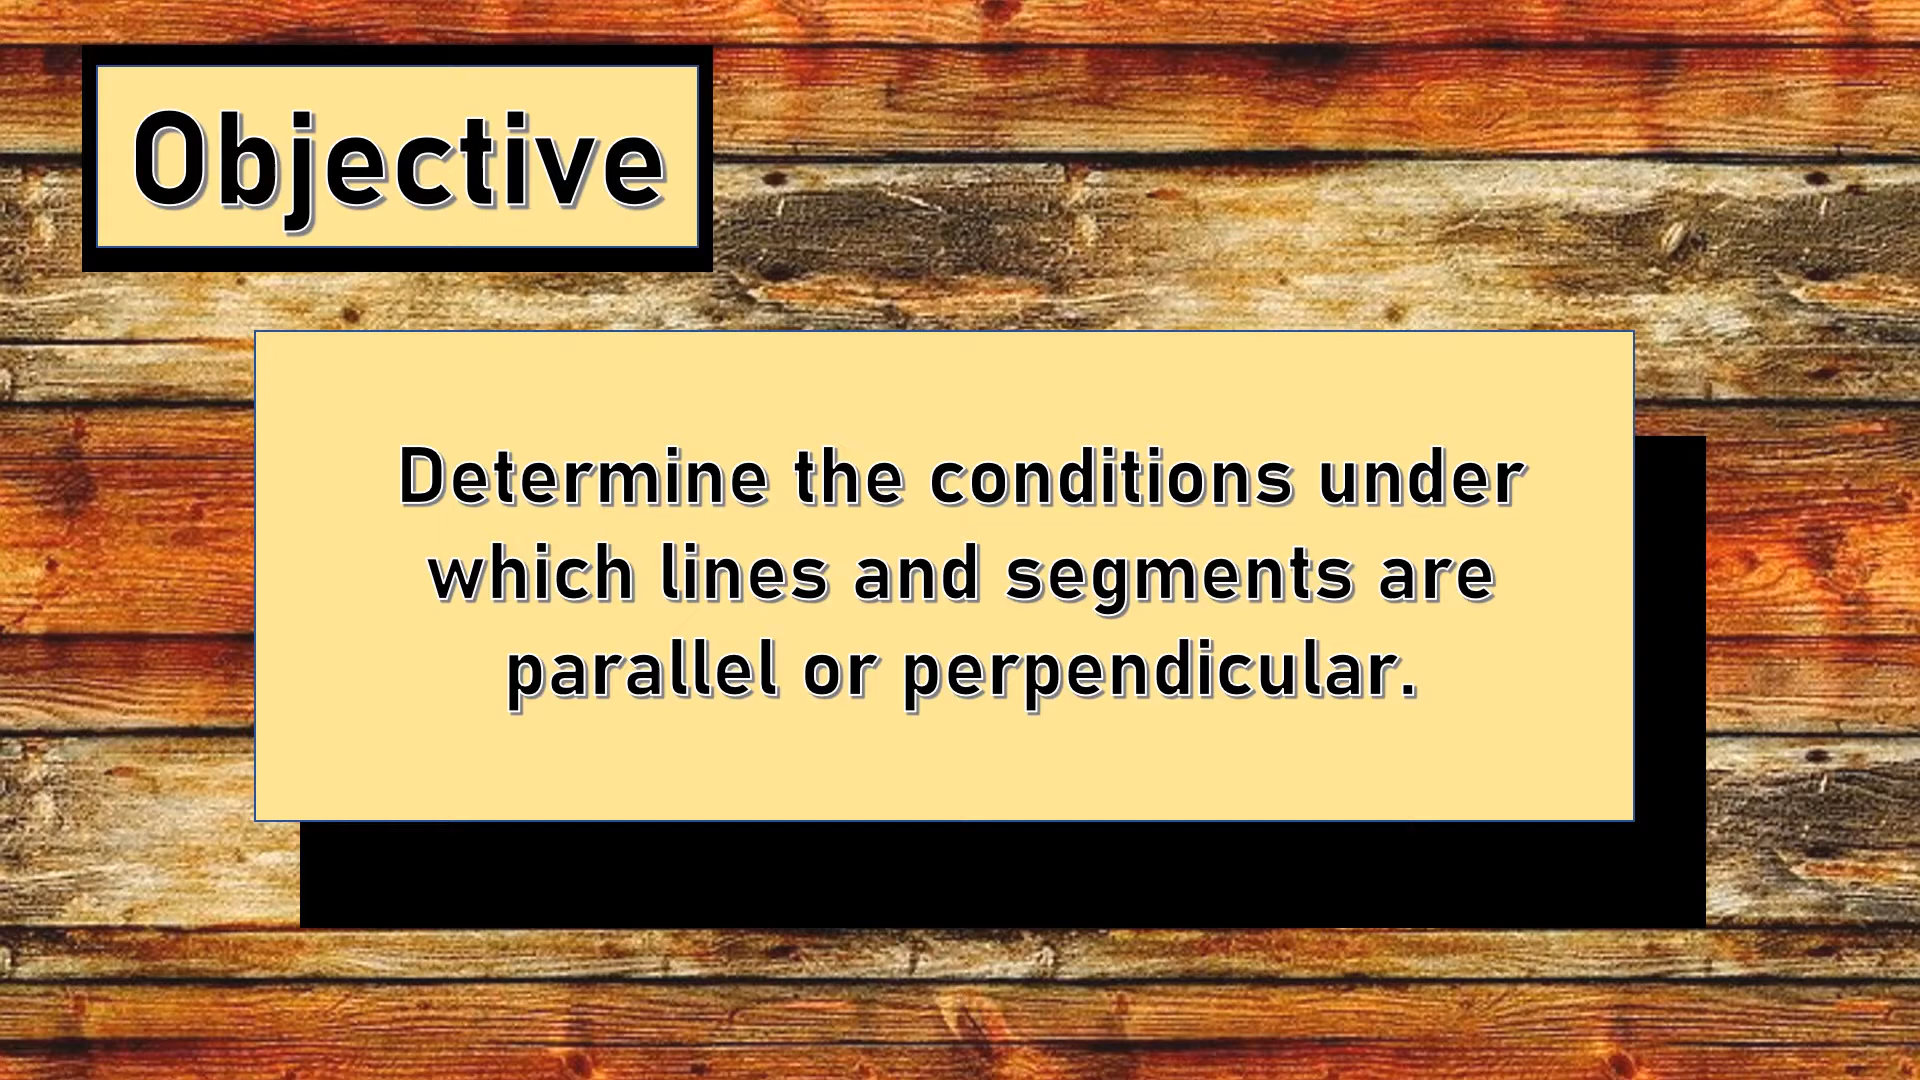 Objective
Determine the conditions under
which lines and segments are
parallel or perpendicular.